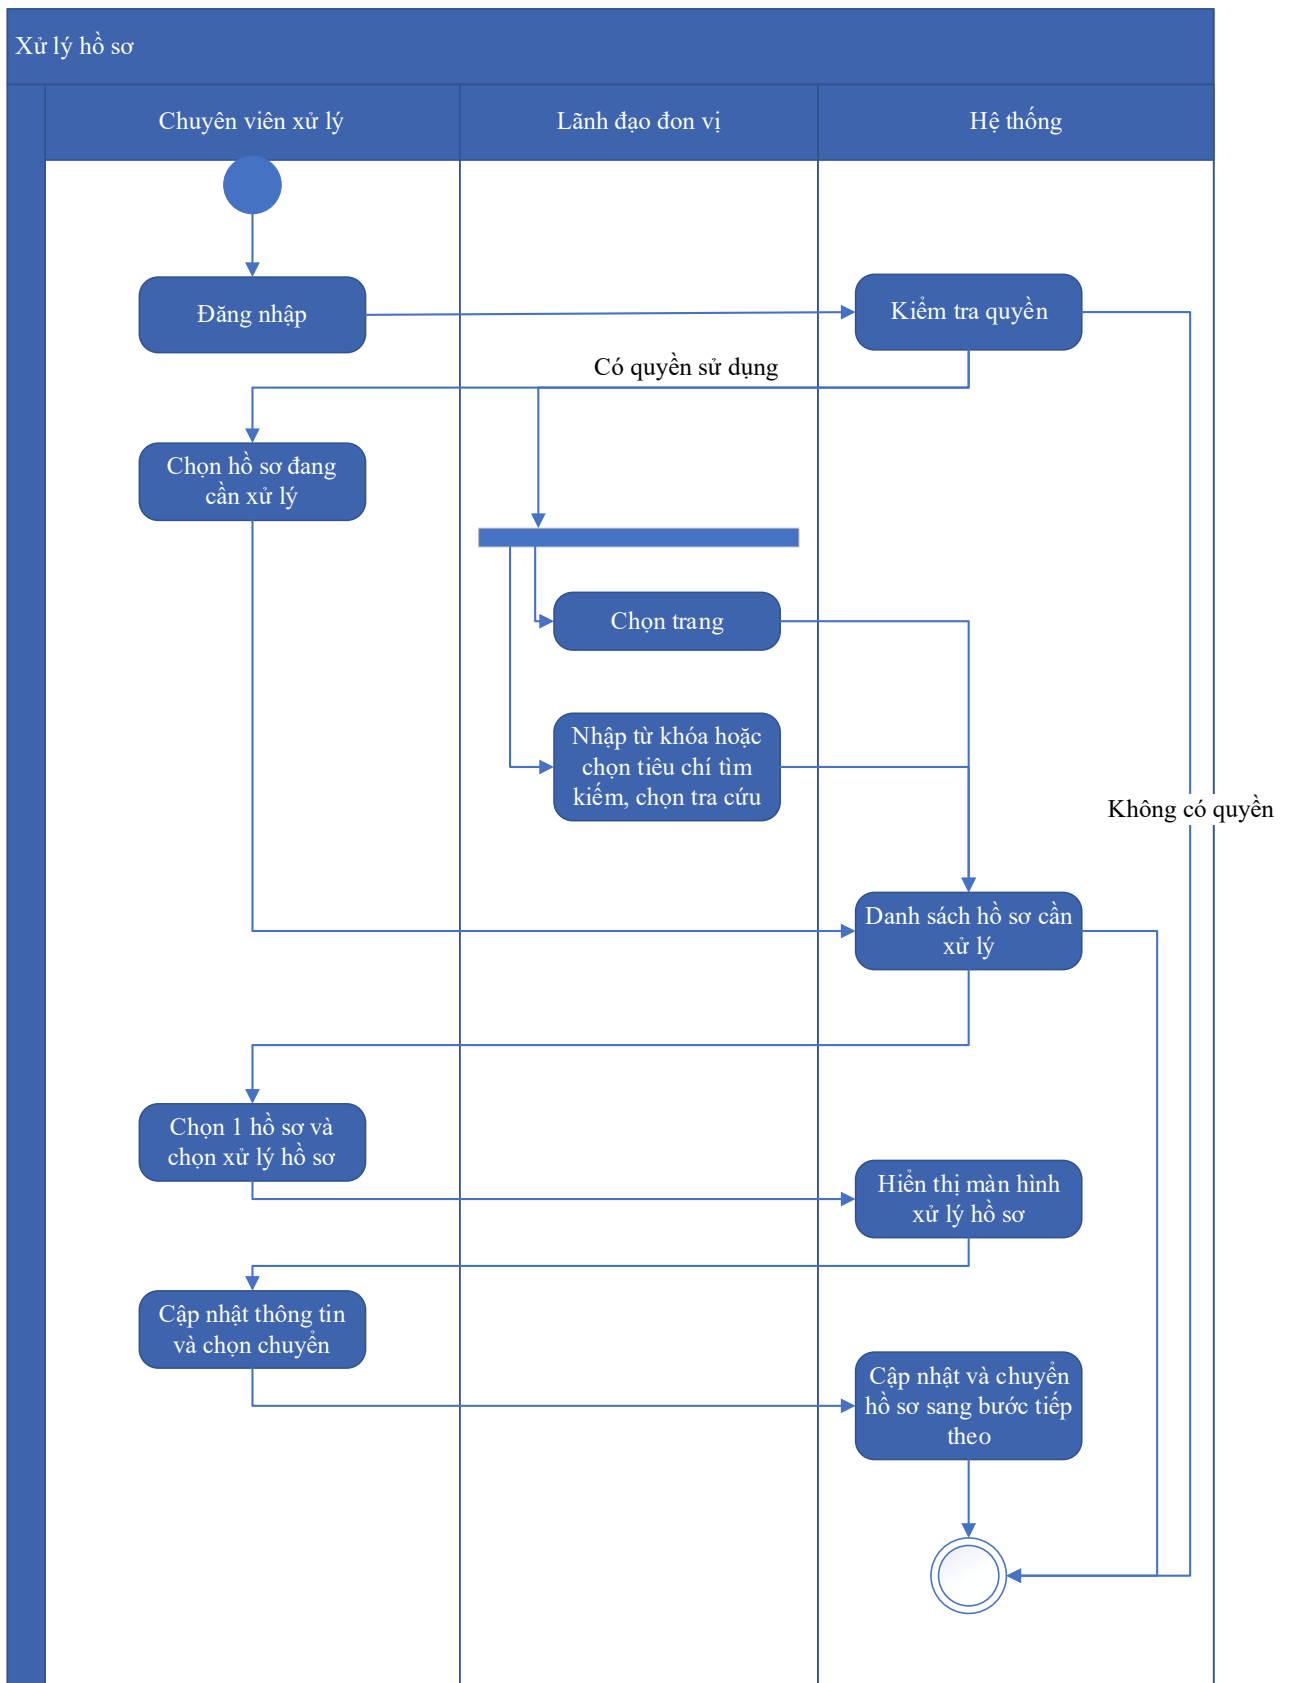 Xử lý hồ sơ
Chuyên viên xử lý
Lãnh đạo đơn vị
Hệ thống
Đăng nhập
Kiểm tra quyền
Có quyền sử dụng
Chọn hồ sơ đang
cần xử lý
Chọn trang
Nhập từ khóa hoặc
chọn tiêu chí tìm
kiếm, chọn tra cứu
Không có quyền
Danh sách hồ sơ cần
xử lý
Chọn 1 hồ sơ và
chọn xử lý hồ sơ
Hiển thị màn hình
xử lý hồ sơ
Cập nhật thông tin
và chọn chuyển
Cập nhật và chuyển
hồ sơ sang bước tiếp
theo